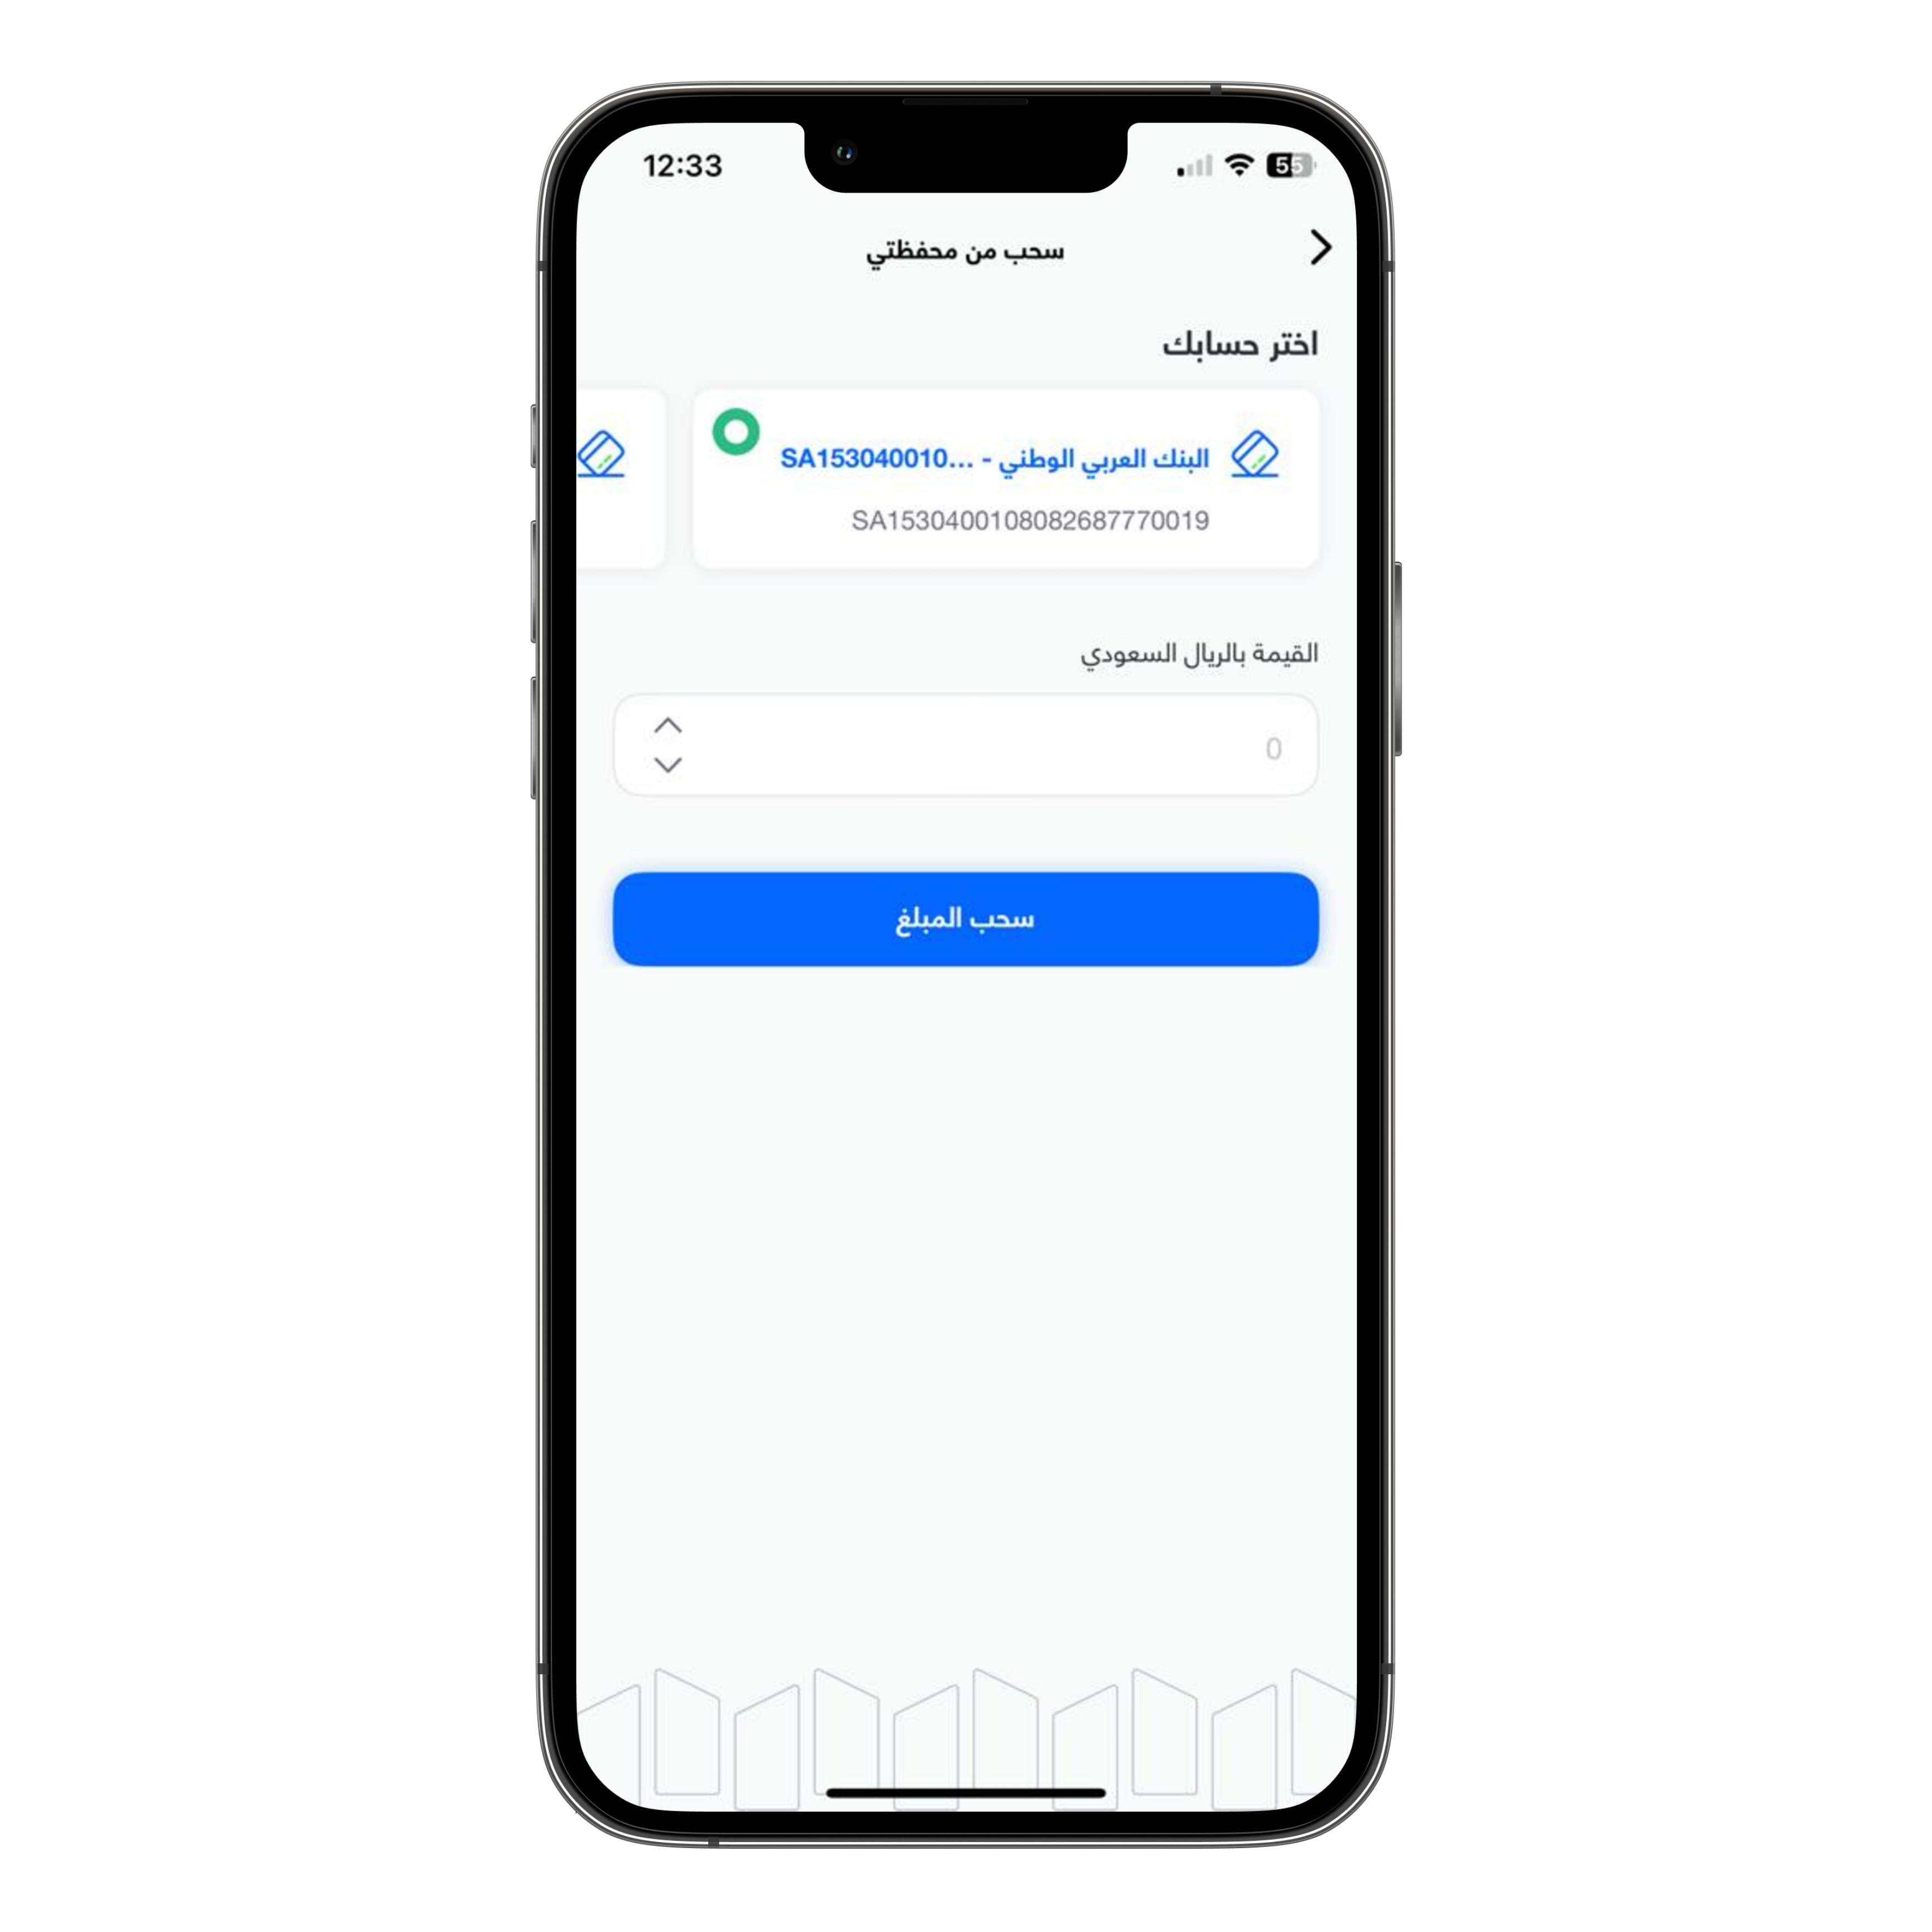 12:33
55
سحب من محفظتي
اختر حسابك
البنك العربي الوطني - SA153040010...
SA1530400108082687770019
القيمة بالريال السعودي
0
سحب المبلغ